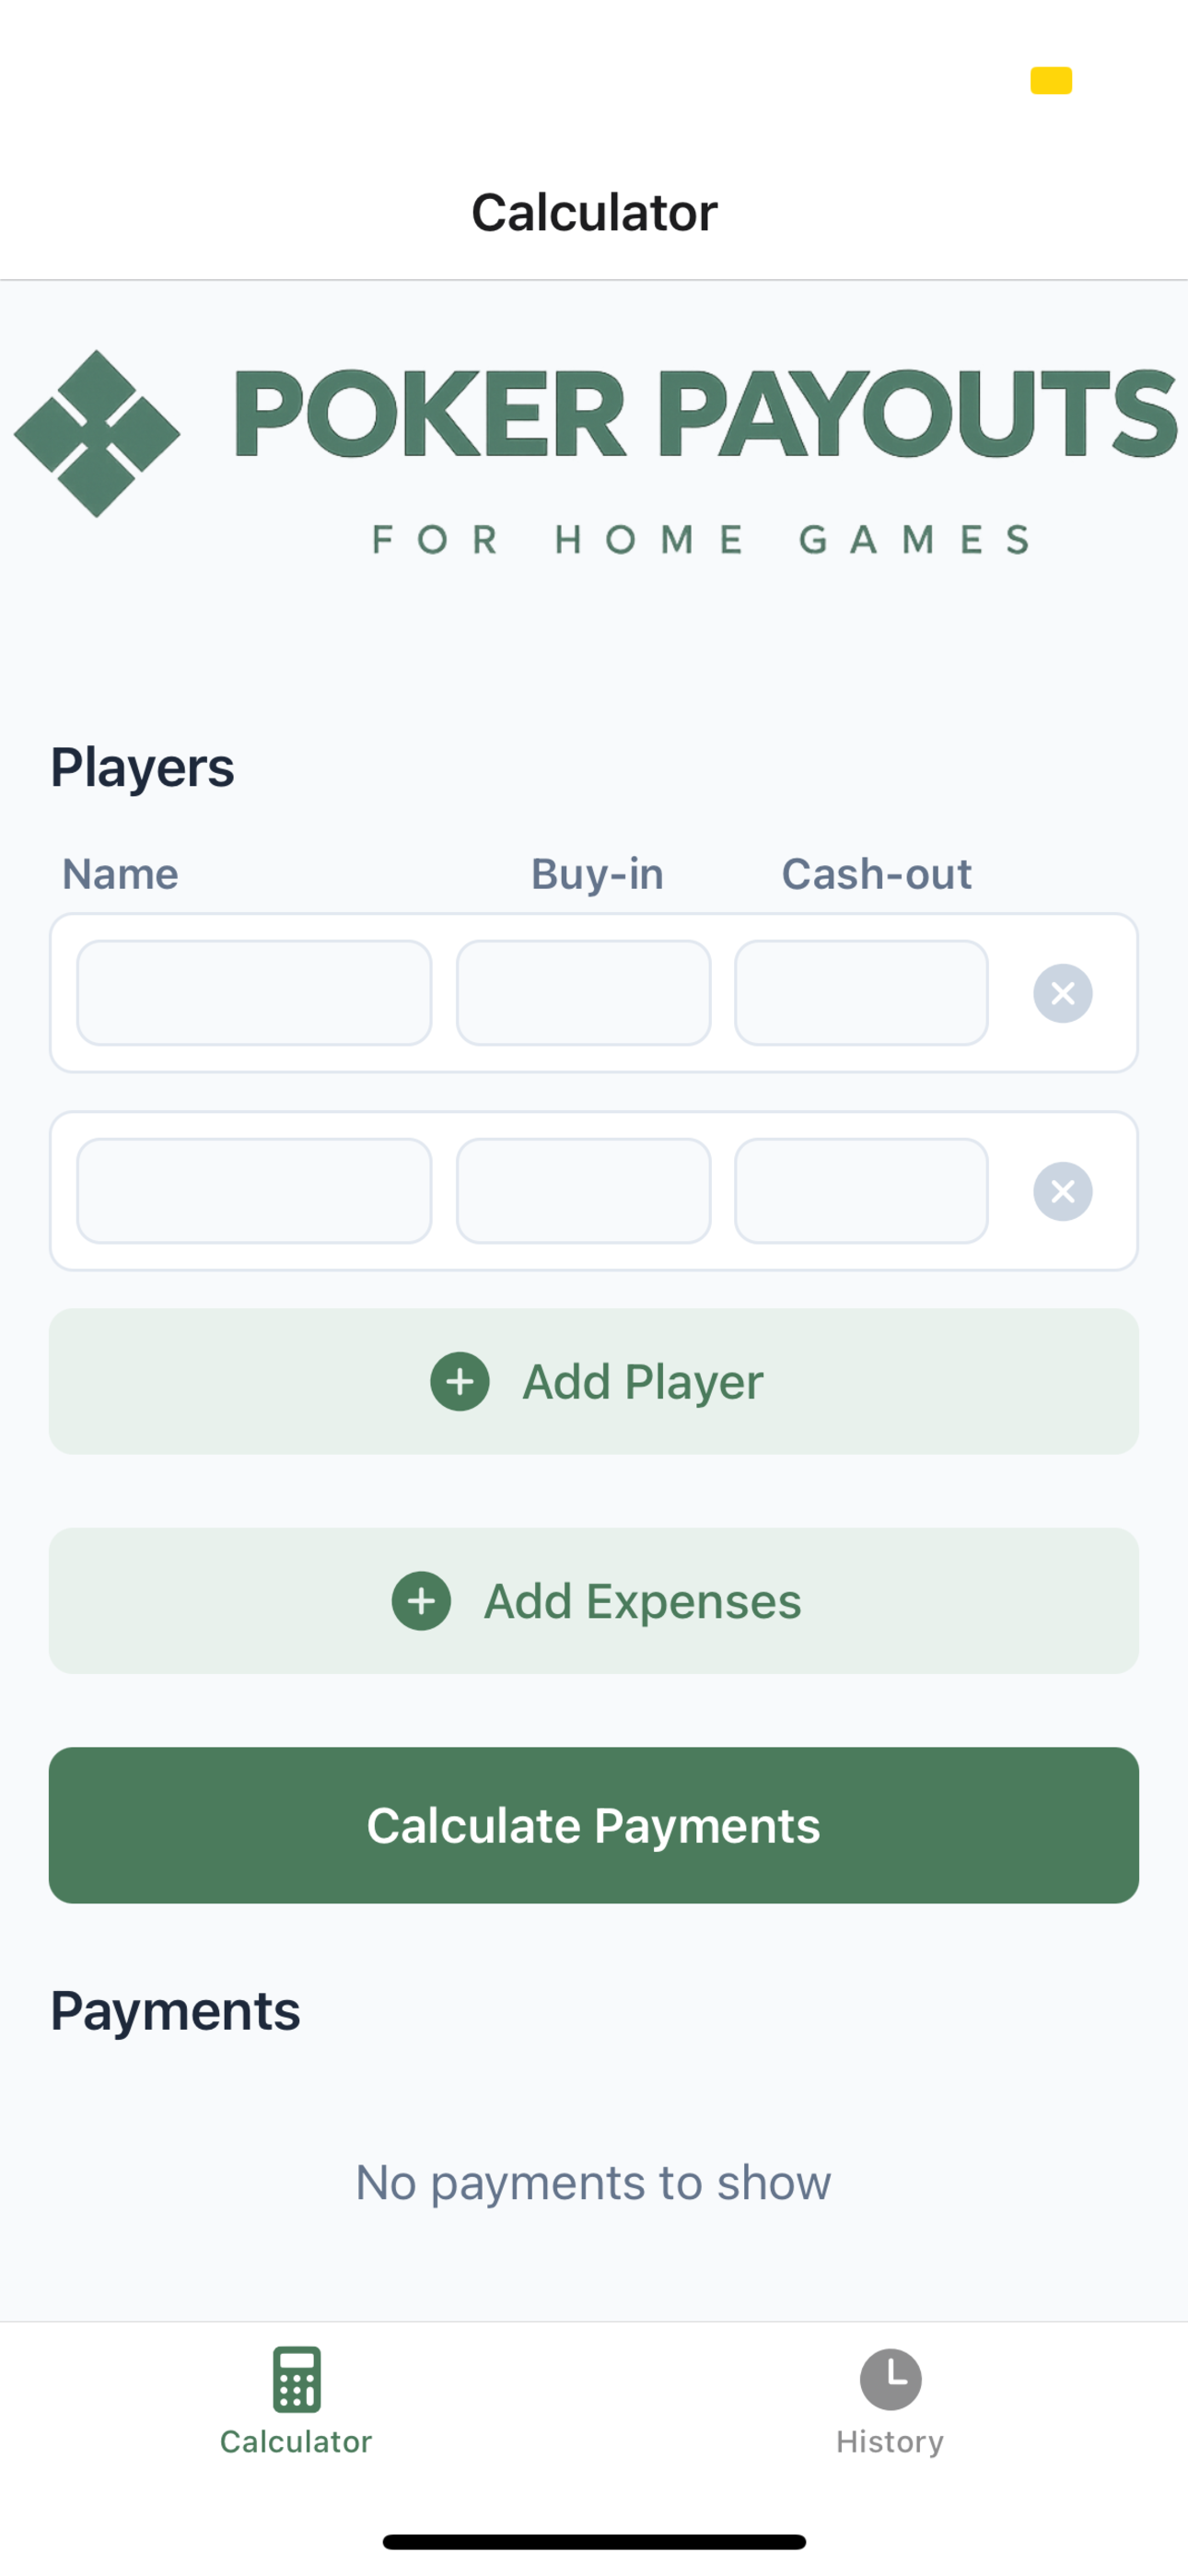 Calculator
POKER PAYOUTS
FOR HOME GAMES
Players
Name Buy-in Cash-out
Add Player
Add Expenses
Calculate Payments
Payments
No payments to show
Calculator History